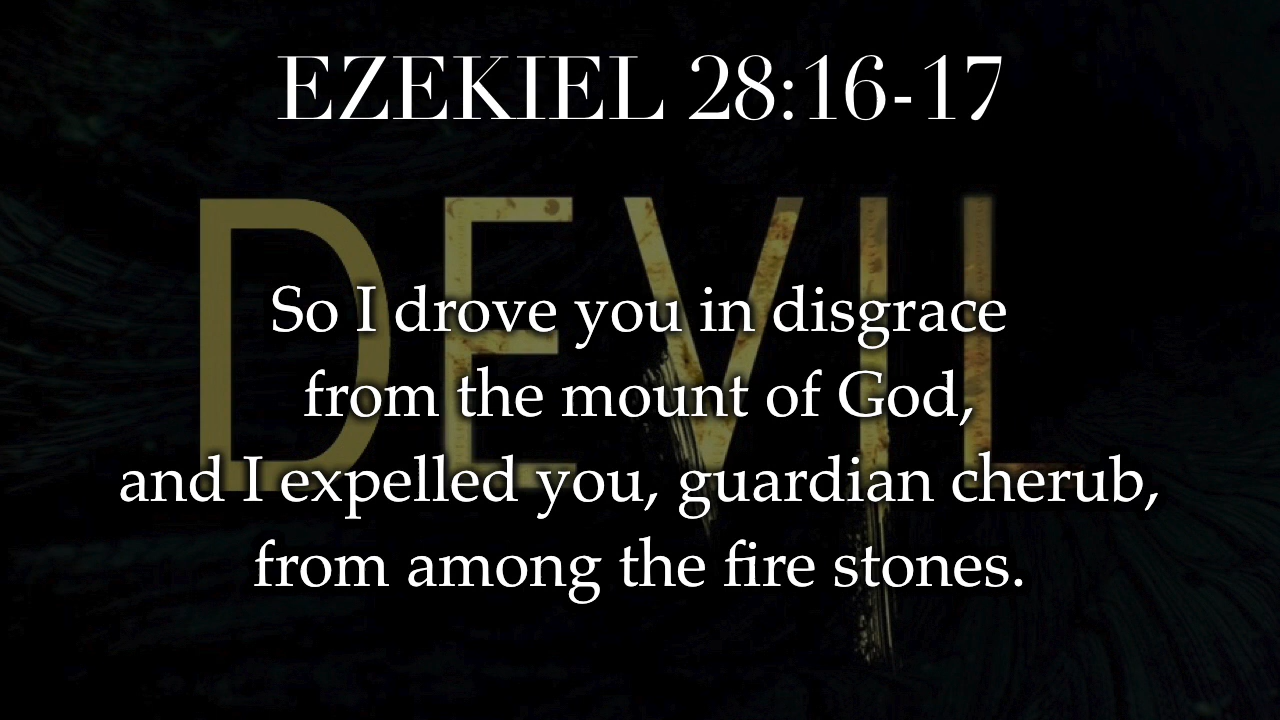 EZEKIEL 28:16-17
DEVIL
So I drove you in disgrace
from the mount of God,
and I expelled you, guardian cherub,
from among the fire stones.